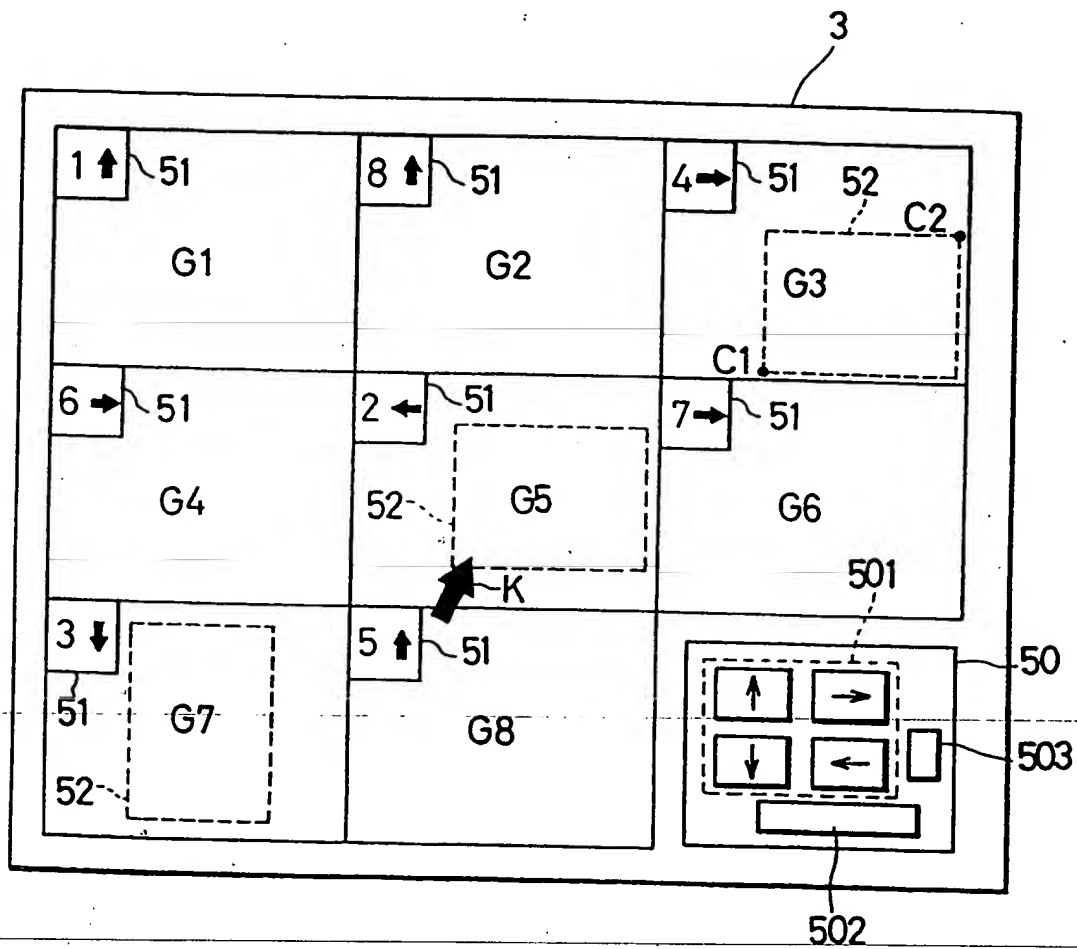 3
1 ↑ 51 8 ↑ 51 4 → 51 52 C2
G1 G2 G3
C1
6 → 51 2 ← 51 7 → 51
G4 52 G5 G6
K 501
3 ↓ 51 5 ↑ 51 50
G7 G8 ↑ →
52 ↓ ← 503
502